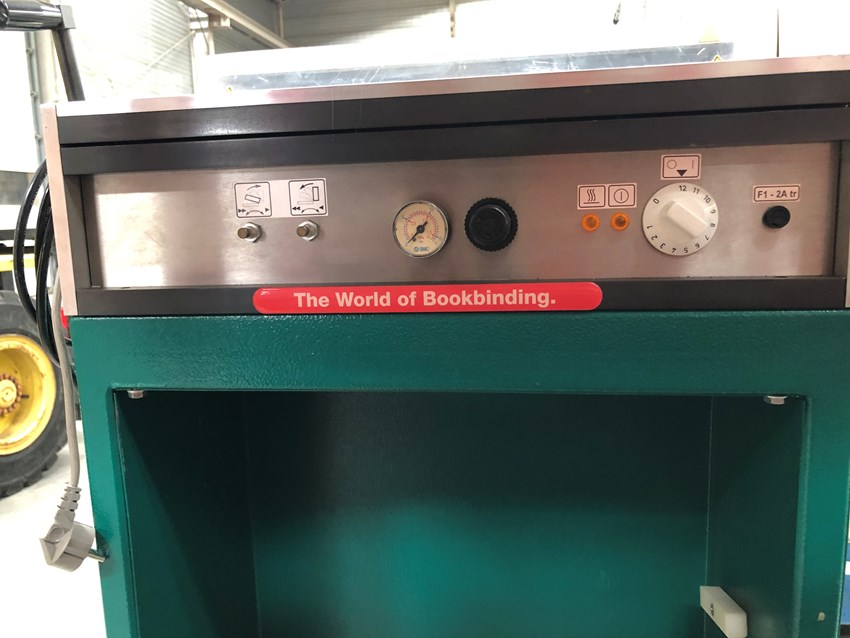 The World of Bookbinding.
F1 - 2A tr
0 12 11 10 9 8 7 6 5 4 3 2 1
SMC